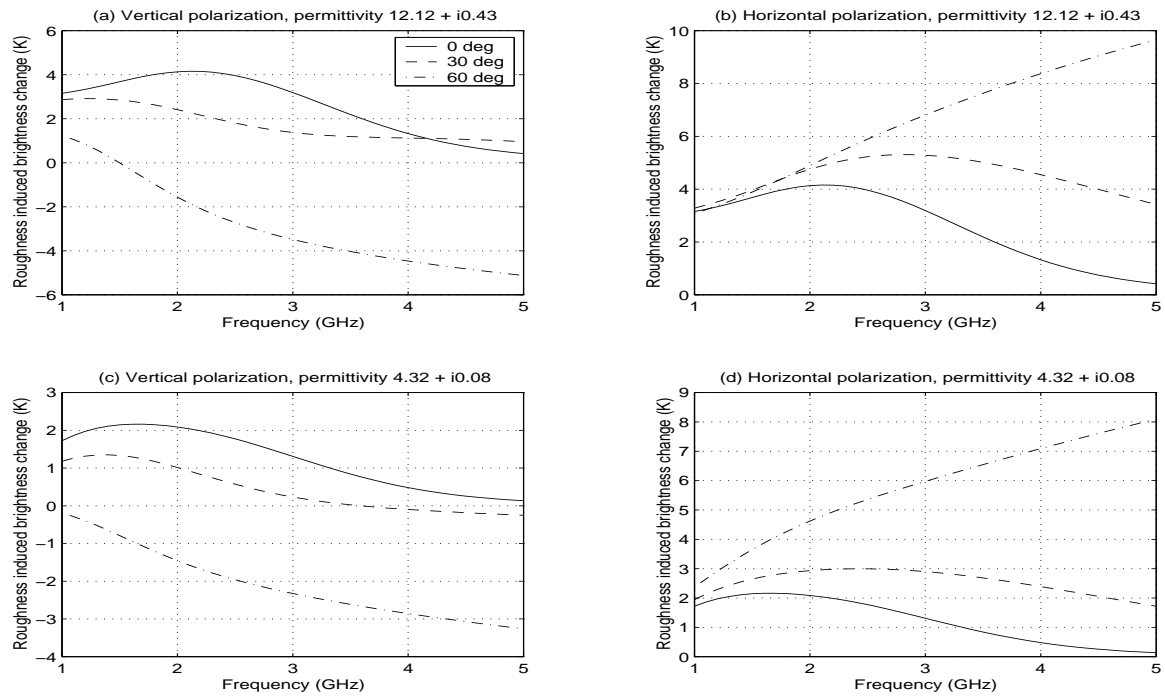 (a) Vertical polarization, permittivity 12.12 + i0.43
Roughness induced brightness change (K)
6
4
2
0
−2
−4
−6
1 2 3 4 5
Frequency (GHz)
0 deg
30 deg
60 deg
(b) Horizontal polarization, permittivity 12.12 + i0.43
Roughness induced brightness change (K)
10
8
6
4
2
0
1 2 3 4 5
Frequency (GHz)
(c) Vertical polarization, permittivity 4.32 + i0.08
Roughness induced brightness change (K)
3
2
1
0
−1
−2
−3
−4
1 2 3 4 5
Frequency (GHz)
(d) Horizontal polarization, permittivity 4.32 + i0.08
Roughness induced brightness change (K)
9
8
7
6
5
4
3
2
1
0
1 2 3 4 5
Frequency (GHz)